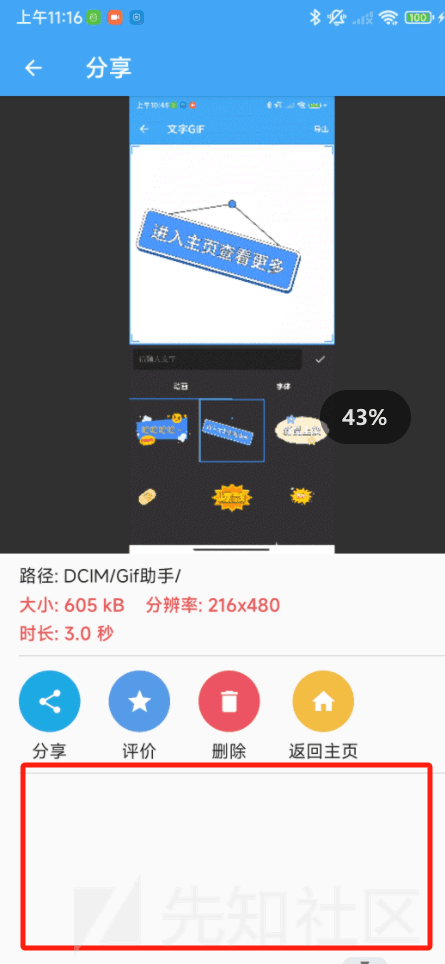 上午11:16
100
分享
上午10:46
文字GIF
导出
进入主页查看更多
请输入文字
动画
字体
43%
路径: DCIM/Gif助手/
大小: 605 kB 分辨率: 216x480
时长: 3.0 秒
分享
评价
删除
返回主页
先知社区